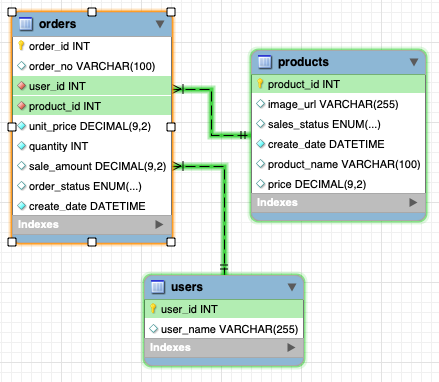 orders
order_id INT
order_no VARCHAR(100)
user_id INT
product_id INT
unit_price DECIMAL(9,2)
quantity INT
sale_amount DECIMAL(9,2)
order_status ENUM(...)
create_date DATETIME
Indexes
products
product_id INT
image_url VARCHAR(255)
sales_status ENUM(...)
create_date DATETIME
product_name VARCHAR(100)
price DECIMAL(9,2)
Indexes
users
user_id INT
user_name VARCHAR(255)
Indexes